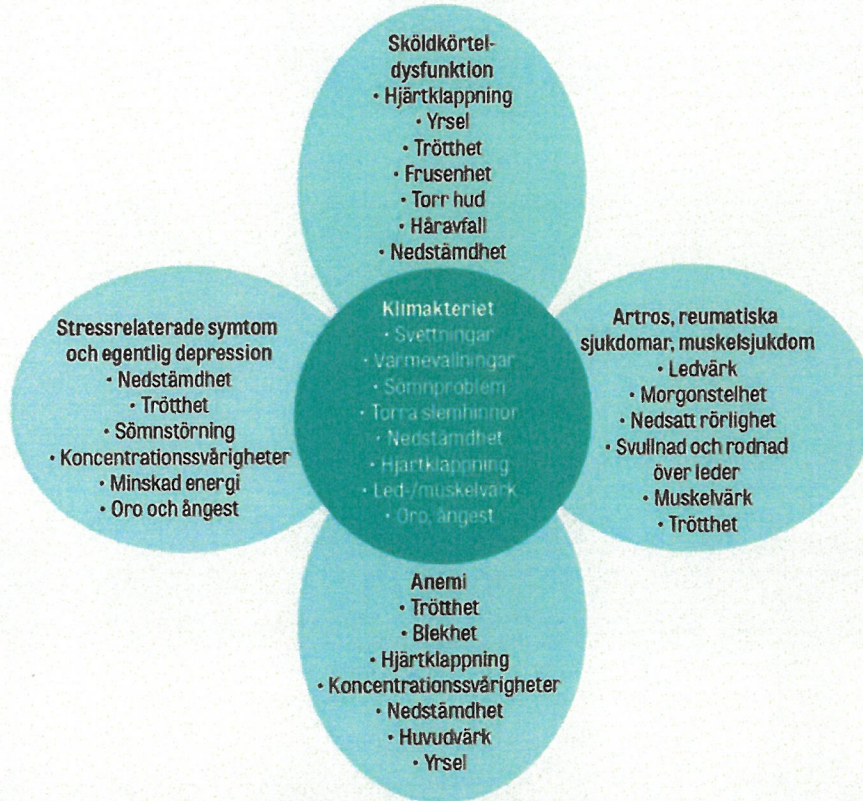 Sköldkörtel-
dysfunktion
• Hjärtklappning
• Yrsel
• Trötthet
• Frusenhet
• Torr hud
• Håravfall
• Nedstämdhet
Stressrelaterade symtom
och egentlig depression
• Nedstämdhet
• Trötthet
• Sömnstörning
• Koncentrationssvårigheter
• Minskad energi
• Oro och ångest
Klimakteriet
• Svettningar
• Värmevallningar
• Sömnproblem
• Torra slemhinnor
• Nedstämdhet
• Hjärtklappning
• Led-/muskelvärk
• Oro, ångest
Artros, reumatiska
sjukdomar, muskelsjukdom
• Ledvärk
• Morgonstelhet
• Nedsatt rörlighet
• Svullnad och rodnad
över leder
• Muskelvärk
• Trötthet
Anemi
• Trötthet
• Blekhet
• Hjärtklappning
• Koncentrationssvårigheter
• Nedstämdhet
• Huvudvärk
• Yrsel